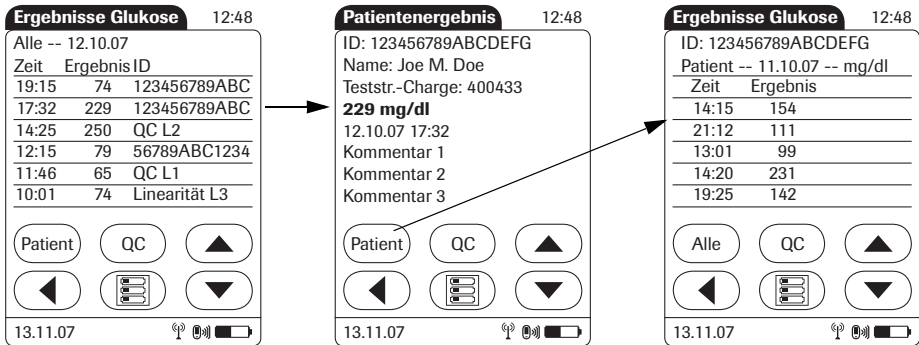 Ergebnisse Glukose 12:48
Alle -- 12.10.07
Zeit Ergebnis ID
19:15 74 123456789ABC
17:32 229 123456789ABC
14:25 250 QC L2
12:15 79 56789ABC1234
11:46 65 QC L1
10:01 74 Linearität L3
Patient QC
13.11.07
Patientenergebnis 12:48
ID: 123456789ABCDEFG
Name: Joe M. Doe
Teststr.-Charge: 400433
229 mg/dl
12.10.07 17:32
Kommentar 1
Kommentar 2
Kommentar 3
Patient QC
13.11.07
Ergebnisse Glukose 12:48
ID: 123456789ABCDEFG
Patient -- 11.10.07 -- mg/dl
Zeit Ergebnis
14:15 154
21:12 111
13:01 99
14:20 231
19:25 142
Alle QC
13.11.07